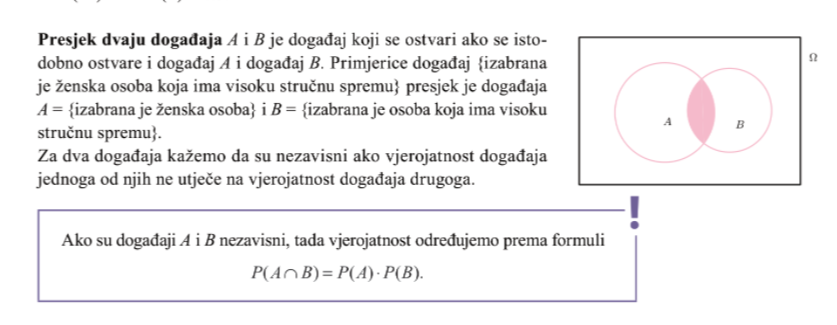 Presjek dvaju događaja A i B je događaj koji se ostvari ako se isto-
dobno ostvare i događaj A i događaj B. Primjerice događaj {izabrana
je ženska osoba koja ima visoku stručnu spremu} presjek je događaja
A = {izabrana je ženska osoba} i B = {izabrana je osoba koja ima visoku
stručnu spremu}.
Za dva događaja kažemo da su nezavisni ako vjerojatnost događaja
jednoga od njih ne utječe na vjerojatnost događaja drugoga.
Ω
A
B
!
Ako su događaji A i B nezavisni, tada vjerojatnost određujemo prema formuli
P(A∩B)= P(A)·P(B).